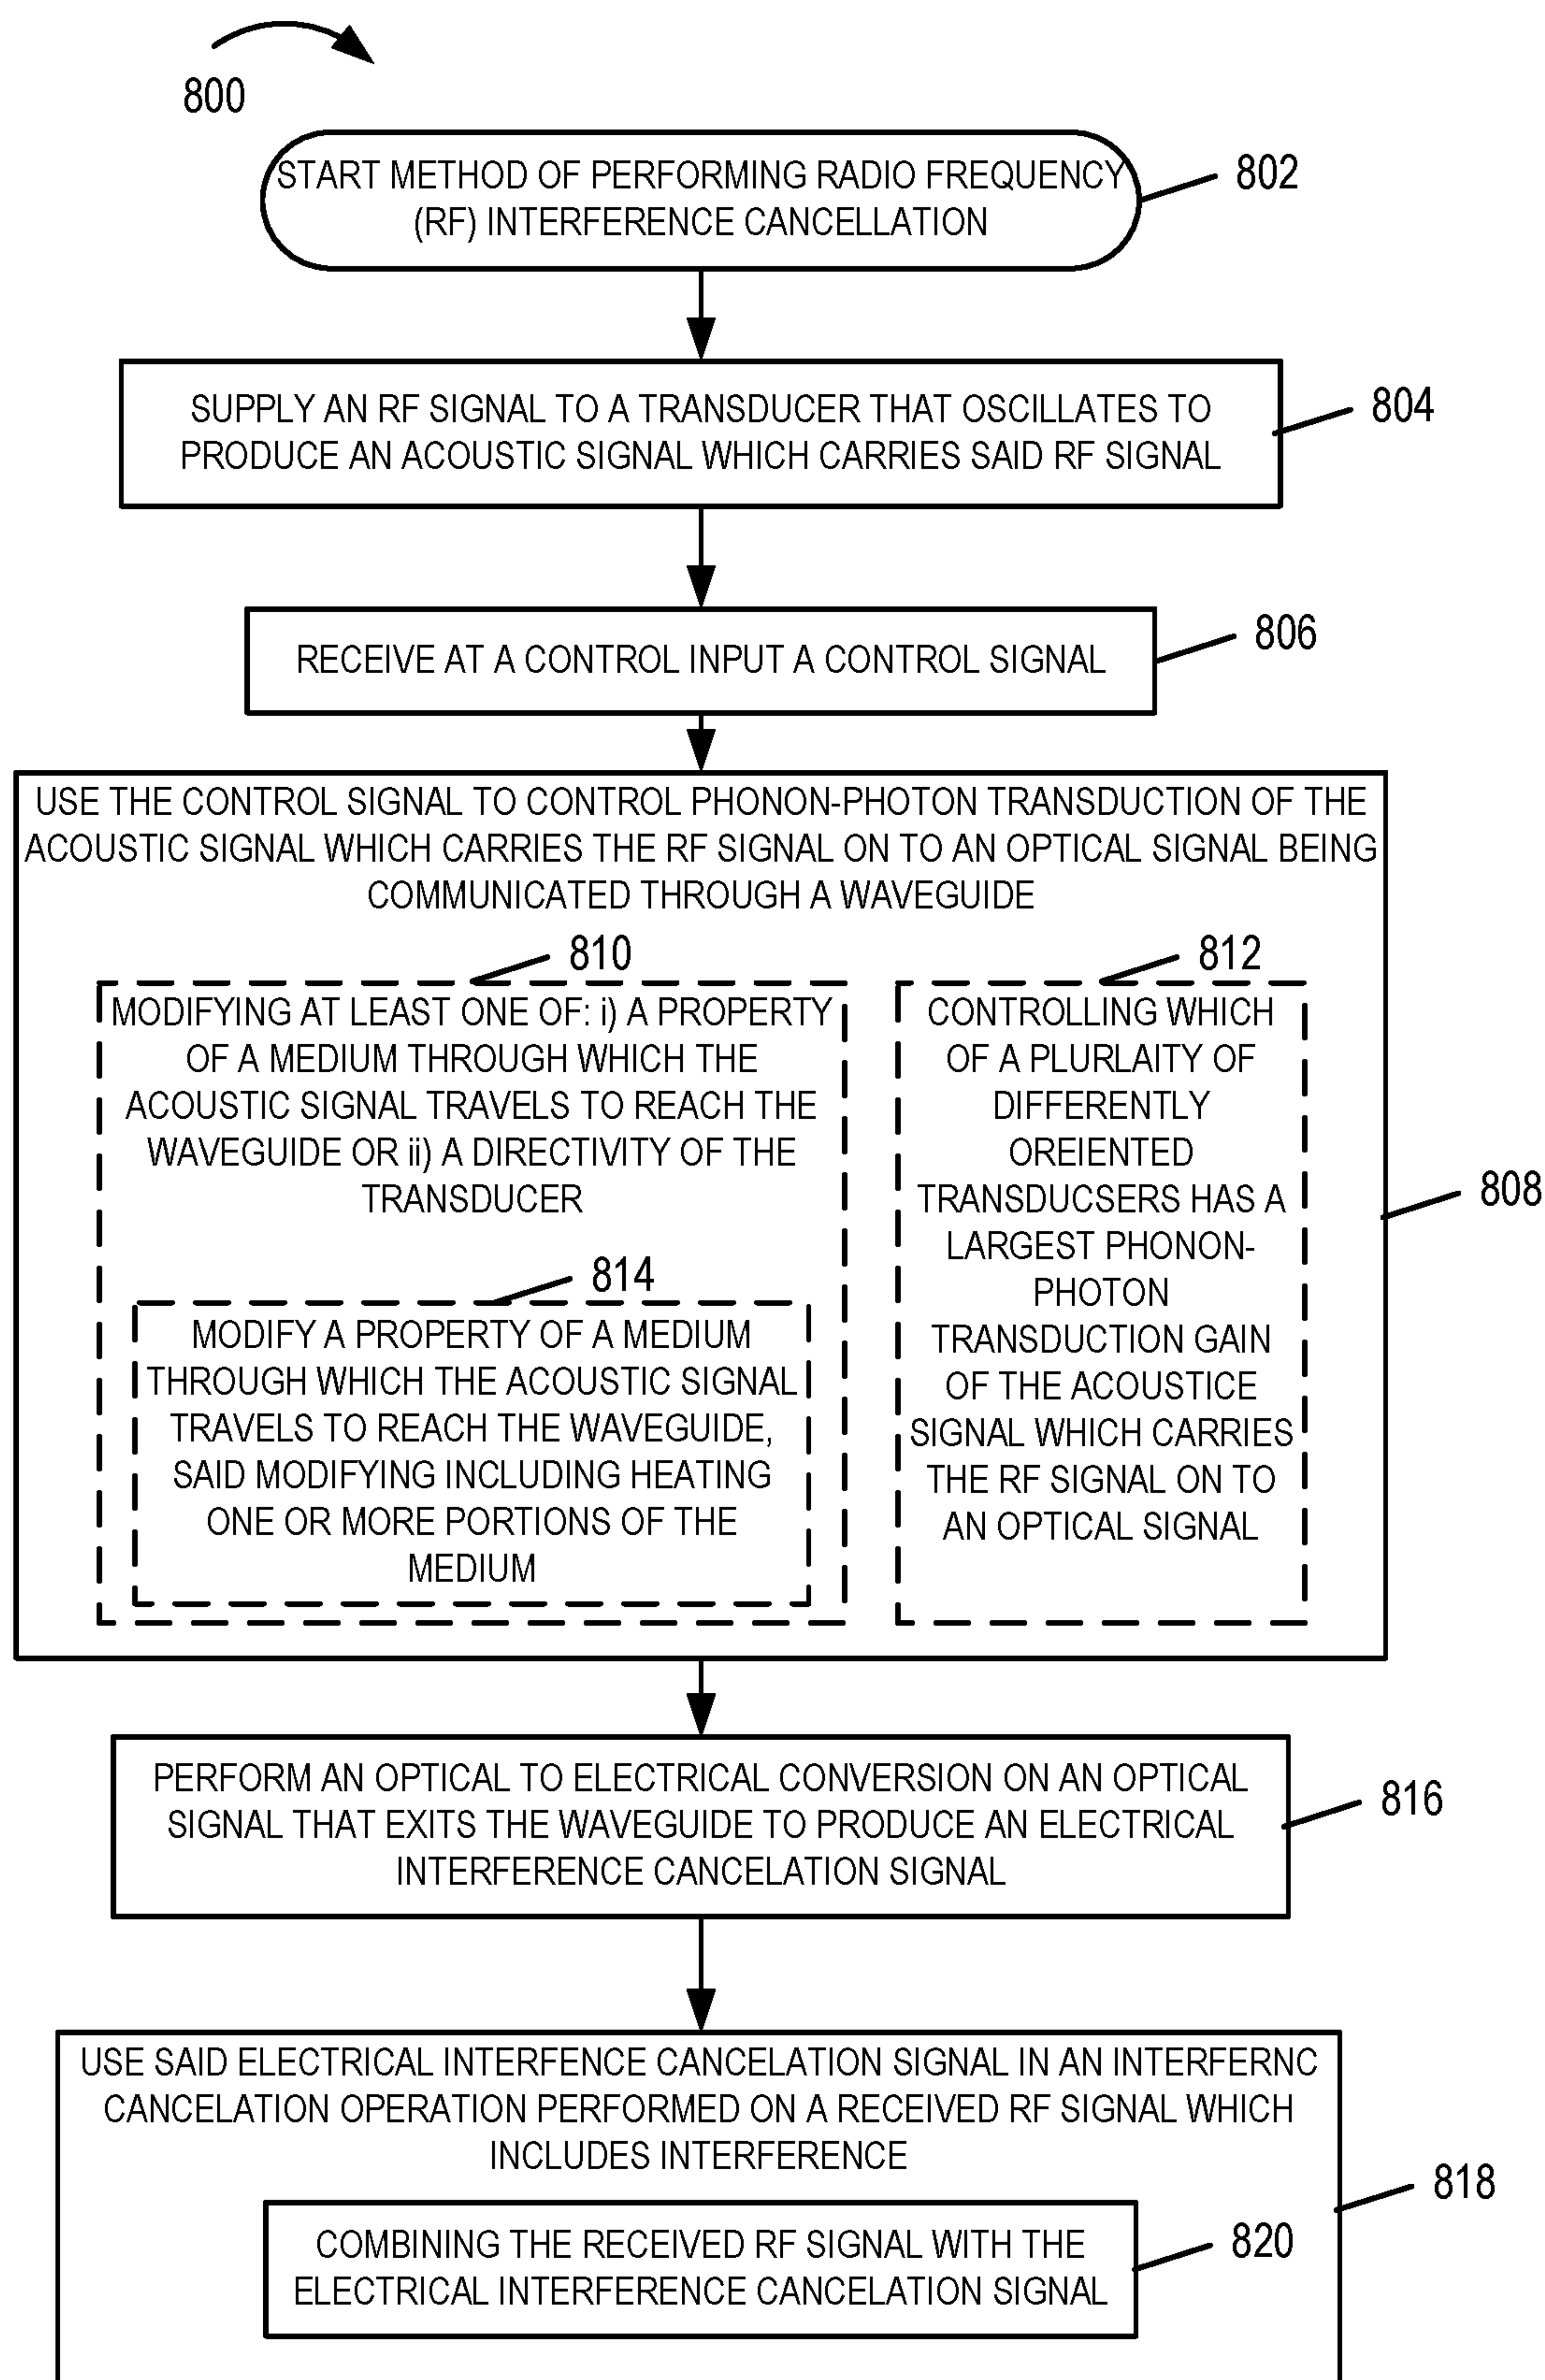 800
START METHOD OF PERFORMING RADIO FREQUENCY
(RF) INTERFERENCE CANCELLATION
802
SUPPLY AN RF SIGNAL TO A TRANSDUCER THAT OSCILLATES TO
PRODUCE AN ACOUSTIC SIGNAL WHICH CARRIES SAID RF SIGNAL
804
RECEIVE AT A CONTROL INPUT A CONTROL SIGNAL
806
USE THE CONTROL SIGNAL TO CONTROL PHONON-PHOTON TRANSDUCTION OF THE
ACOUSTIC SIGNAL WHICH CARRIES THE RF SIGNAL ON TO AN OPTICAL SIGNAL BEING
COMMUNICATED THROUGH A WAVEGUIDE
808
810
MODIFYING AT LEAST ONE OF: i) A PROPERTY
OF A MEDIUM THROUGH WHICH THE
ACOUSTIC SIGNAL TRAVELS TO REACH THE
WAVEGUIDE OR ii) A DIRECTIVITY OF THE
TRANSDUCER
814
MODIFY A PROPERTY OF A MEDIUM
THROUGH WHICH THE ACOUSTIC SIGNAL
TRAVELS TO REACH THE WAVEGUIDE,
SAID MODIFYING INCLUDING HEATING
ONE OR MORE PORTIONS OF THE
MEDIUM
812
CONTROLLING WHICH
OF A PLURLAITY OF
DIFFERENTLY
OREIENTED
TRANSDUCSERS HAS A
LARGEST PHONON-
PHOTON
TRANSDUCTION GAIN
OF THE ACOUSTICE
SIGNAL WHICH CARRIES
THE RF SIGNAL ON TO
AN OPTICAL SIGNAL
PERFORM AN OPTICAL TO ELECTRICAL CONVERSION ON AN OPTICAL
SIGNAL THAT EXITS THE WAVEGUIDE TO PRODUCE AN ELECTRICAL
INTERFERENCE CANCELATION SIGNAL
816
USE SAID ELECTRICAL INTERFENCE CANCELATION SIGNAL IN AN INTERFERNC
CANCELATION OPERATION PERFORMED ON A RECEIVED RF SIGNAL WHICH
INCLUDES INTERFERENCE
818
COMBINING THE RECEIVED RF SIGNAL WITH THE
ELECTRICAL INTERFERENCE CANCELATION SIGNAL
820